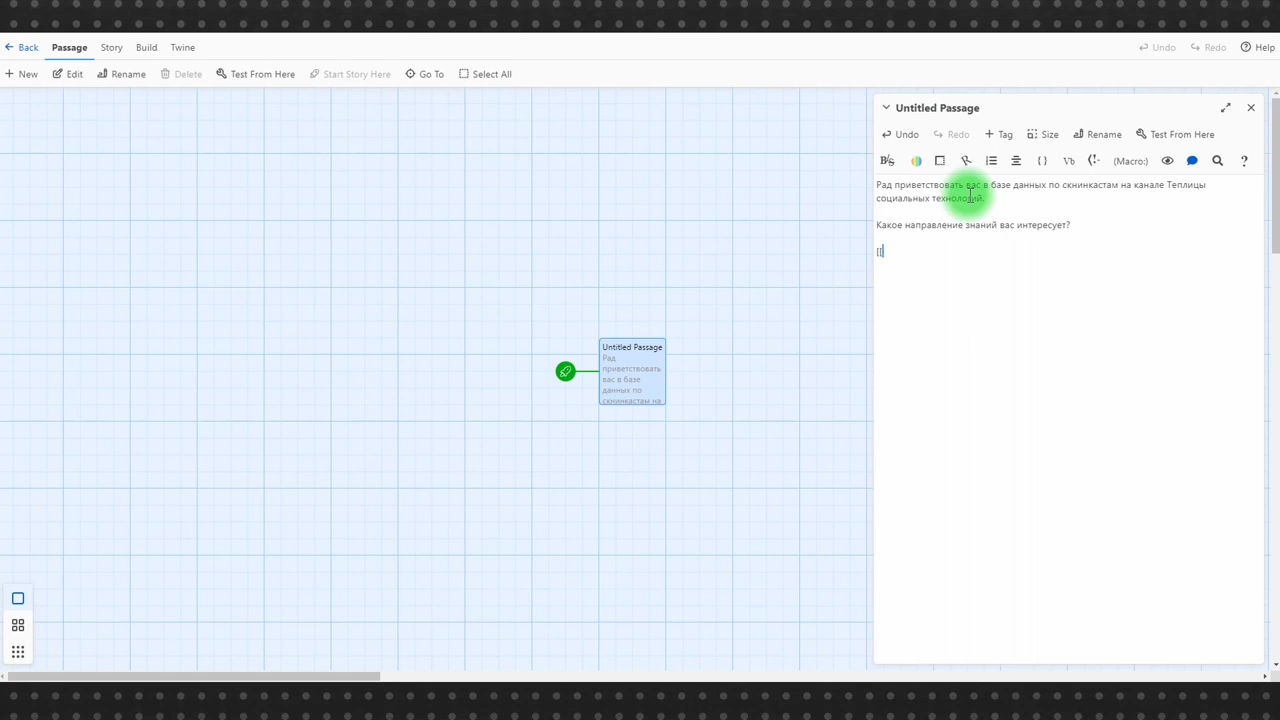 Back Passage Story Build Twine Undo Redo Help
New Edit Rename Delete Test From Here Start Story Here Go To Select All
Untitled Passage
Undo Redo + Tag Size Rename Test From Here
{ } Vb (Macro:) ?
Рад приветствовать вас в базе данных по скнинкастам на канале Теплицы
социальных технологий.
Какое направление знаний вас интересует?
[[
Untitled Passage
Рад
приветствовать
вас в базе
данных по
скнинкастам на